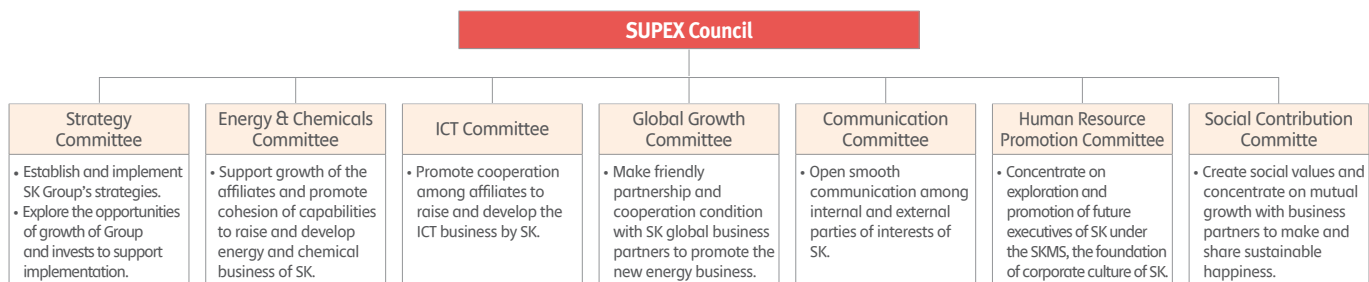 SUPEX Council
Strategy
Committee
• Establish and implement
SK Group's strategies.
• Explore the opportunities
of growth of Group
and invests to support
implementation.
Energy & Chemicals
Committee
• Support growth of the
affiliates and promote
cohesion of capabilities
to raise and develop
energy and chemical
business of SK.
ICT Committee
• Promote cooperation
among affiliates to
raise and develop the
ICT business by SK.
Global Growth
Committee
• Make friendly
partnership and
cooperation condition
with SK global business
partners to promote the
new energy business.
Communication
Committee
• Open smooth
communication among
internal and external
parties of interests of
SK.
Human Resource
Promotion Committee
• Concentrate on
exploration and
promotion of future
executives of SK under
the SKMS, the foundation
of corporate culture of SK.
Social Contribution
Committe
• Create social values and
concentrate on mutual
growth with business
partners to make and
share sustainable
happiness.